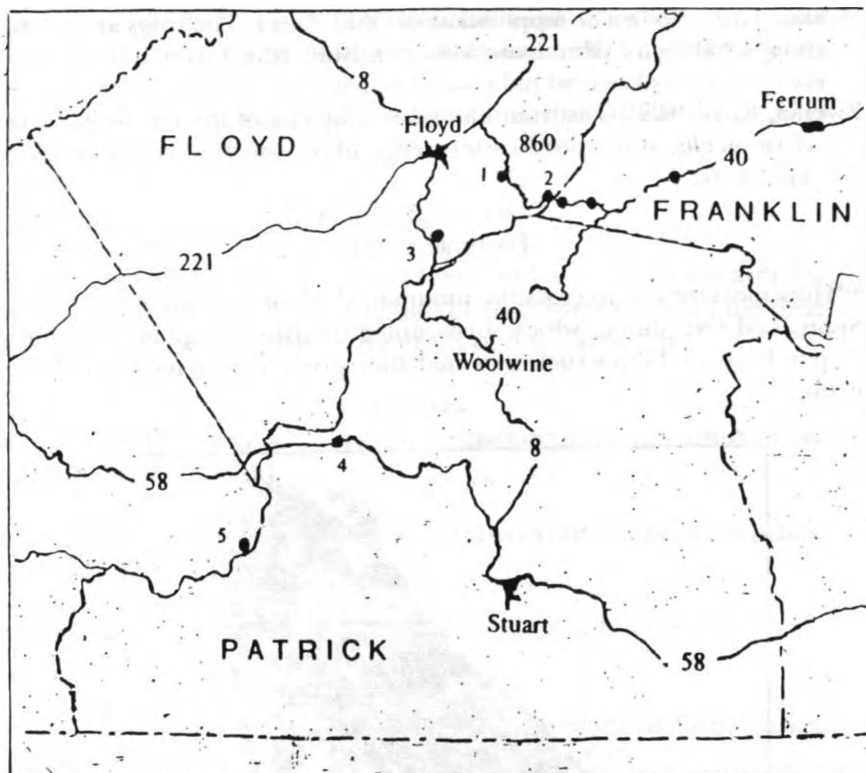 221
8
Ferrum
Floyd
FLOYD
860
40
1
2
FRANKLIN
3
221
40
Woolwine
8
4
58
5
Stuart
PATRICK
58